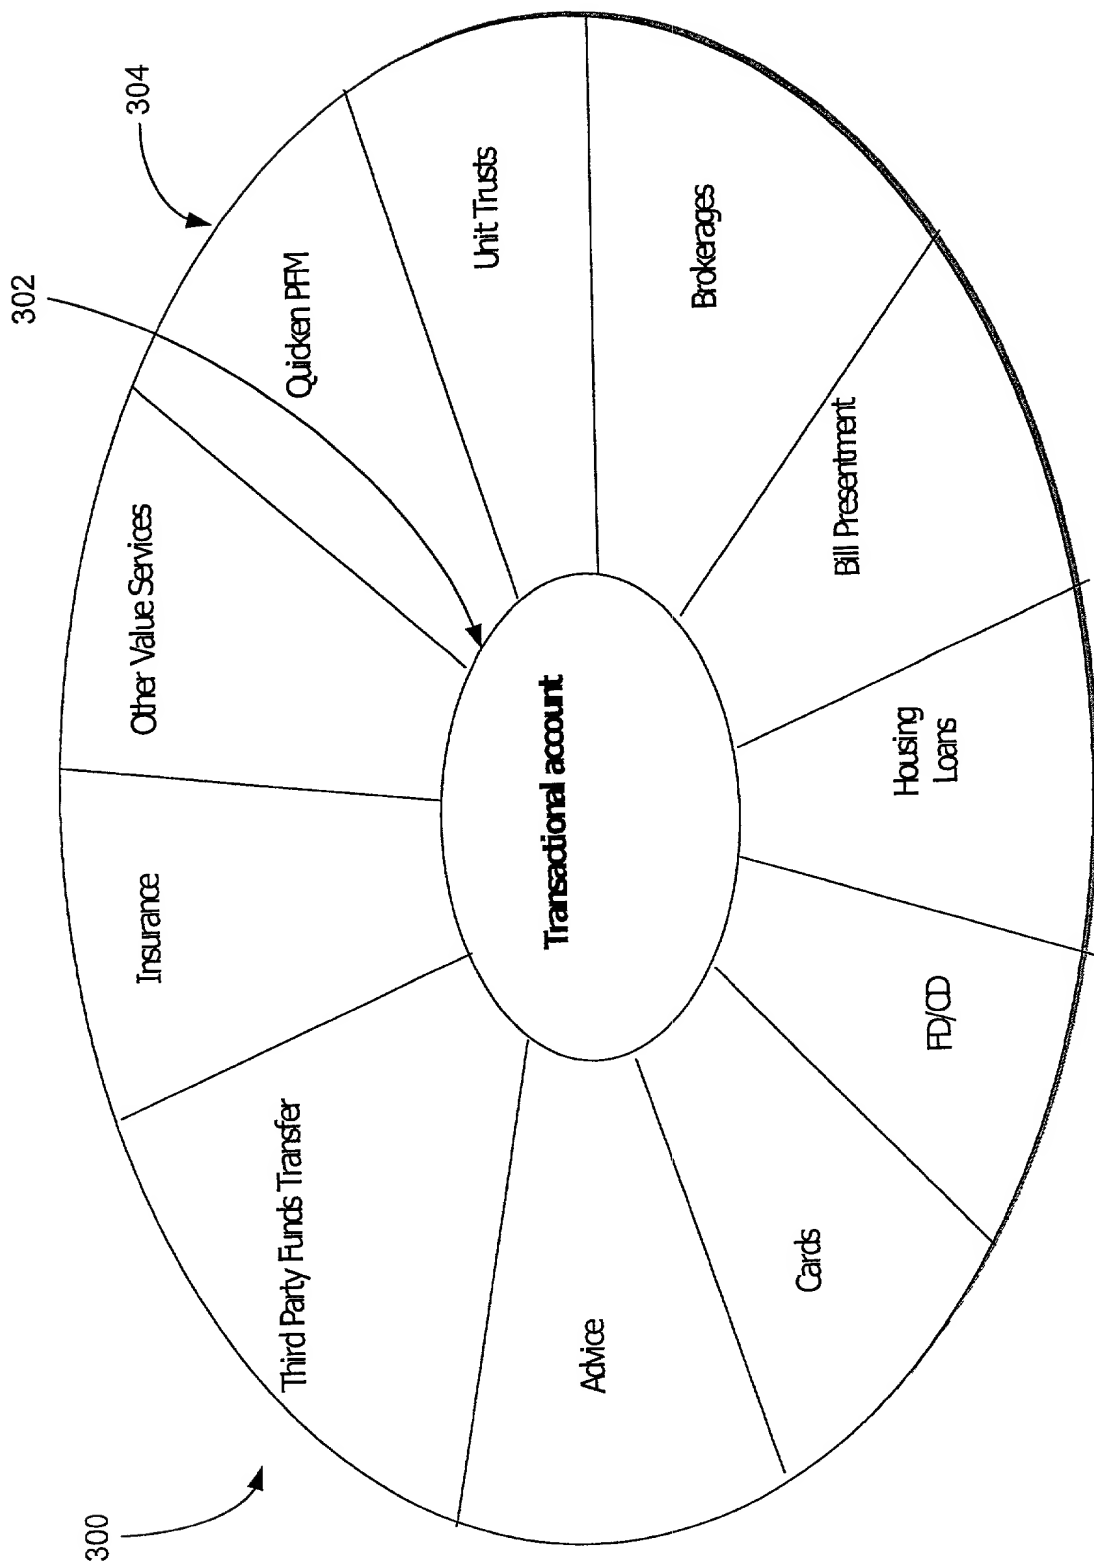 300
302
304
Third Party Funds Transfer
Insurance
Other Value Services
Quicken PFM
Unit Trusts
Brokerages
Bill Presentment
Housing
Loans
FD/CD
Cards
Advice
Transactional account